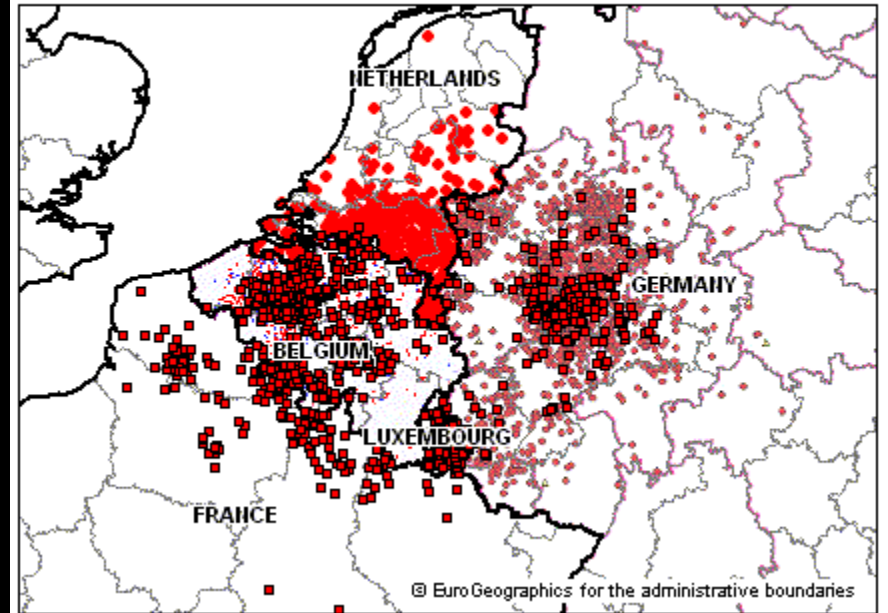 NETHERLANDS
GERMANY
BELGIUM
LUXEMBOURG
FRANCE
© EuroGeographics for the administrative boundaries